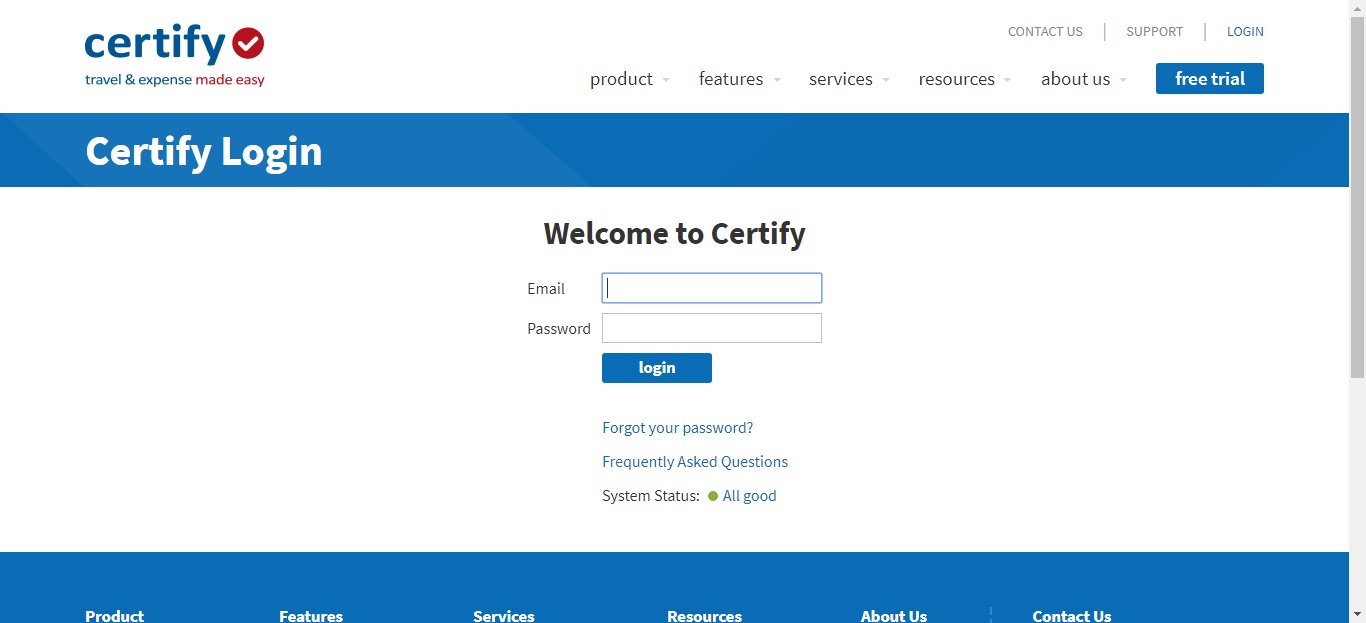 certify
travel & expense made easy
CONTACT US
SUPPORT
LOGIN
product
features
services
resources
about us
free trial
Certify Login
Welcome to Certify
Email
Password
login
Forgot your password?
Frequently Asked Questions
System Status: All good
Product
Features
Services
Resources
About Us
Contact Us